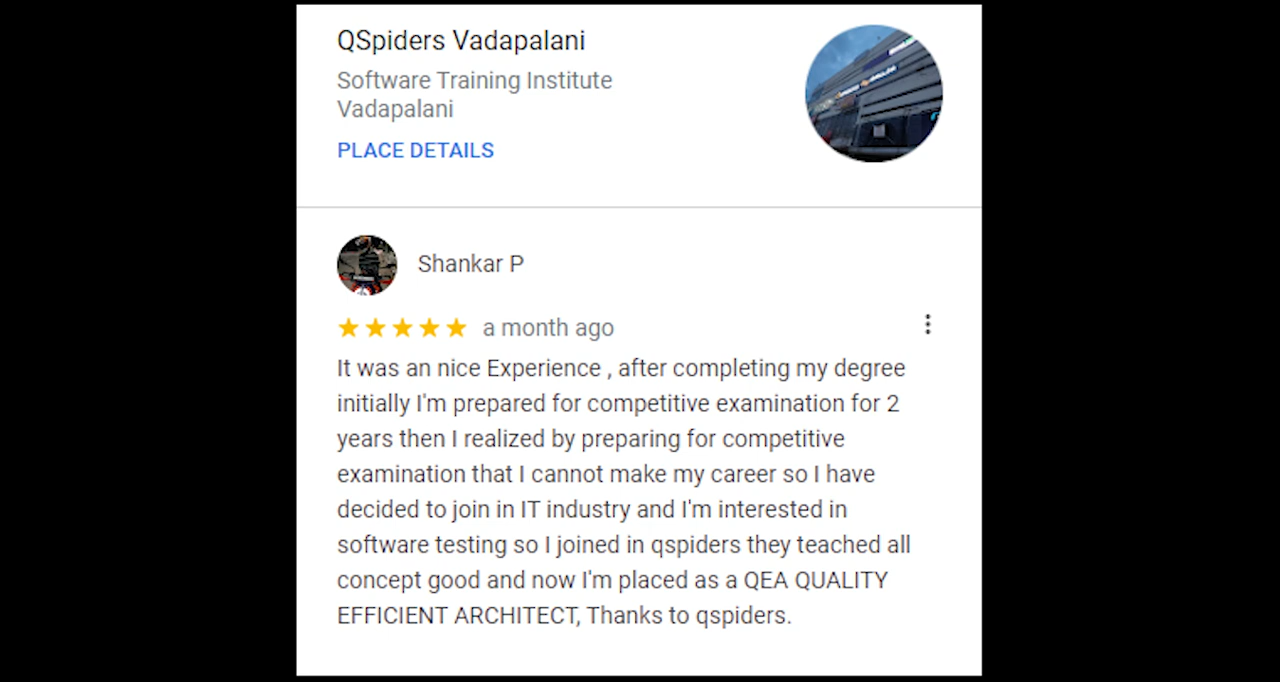 QSpiders Vadapalani
Software Training Institute
Vadapalani
PLACE DETAILS
Shankar P
a month ago
It was an nice Experience , after completing my degree
initially I'm prepared for competitive examination for 2
years then I realized by preparing for competitive
examination that I cannot make my career so I have
decided to join in IT industry and I'm interested in
software testing so I joined in qspiders they teached all
concept good and now I'm placed as a QEA QUALITY
EFFICIENT ARCHITECT, Thanks to qspiders.